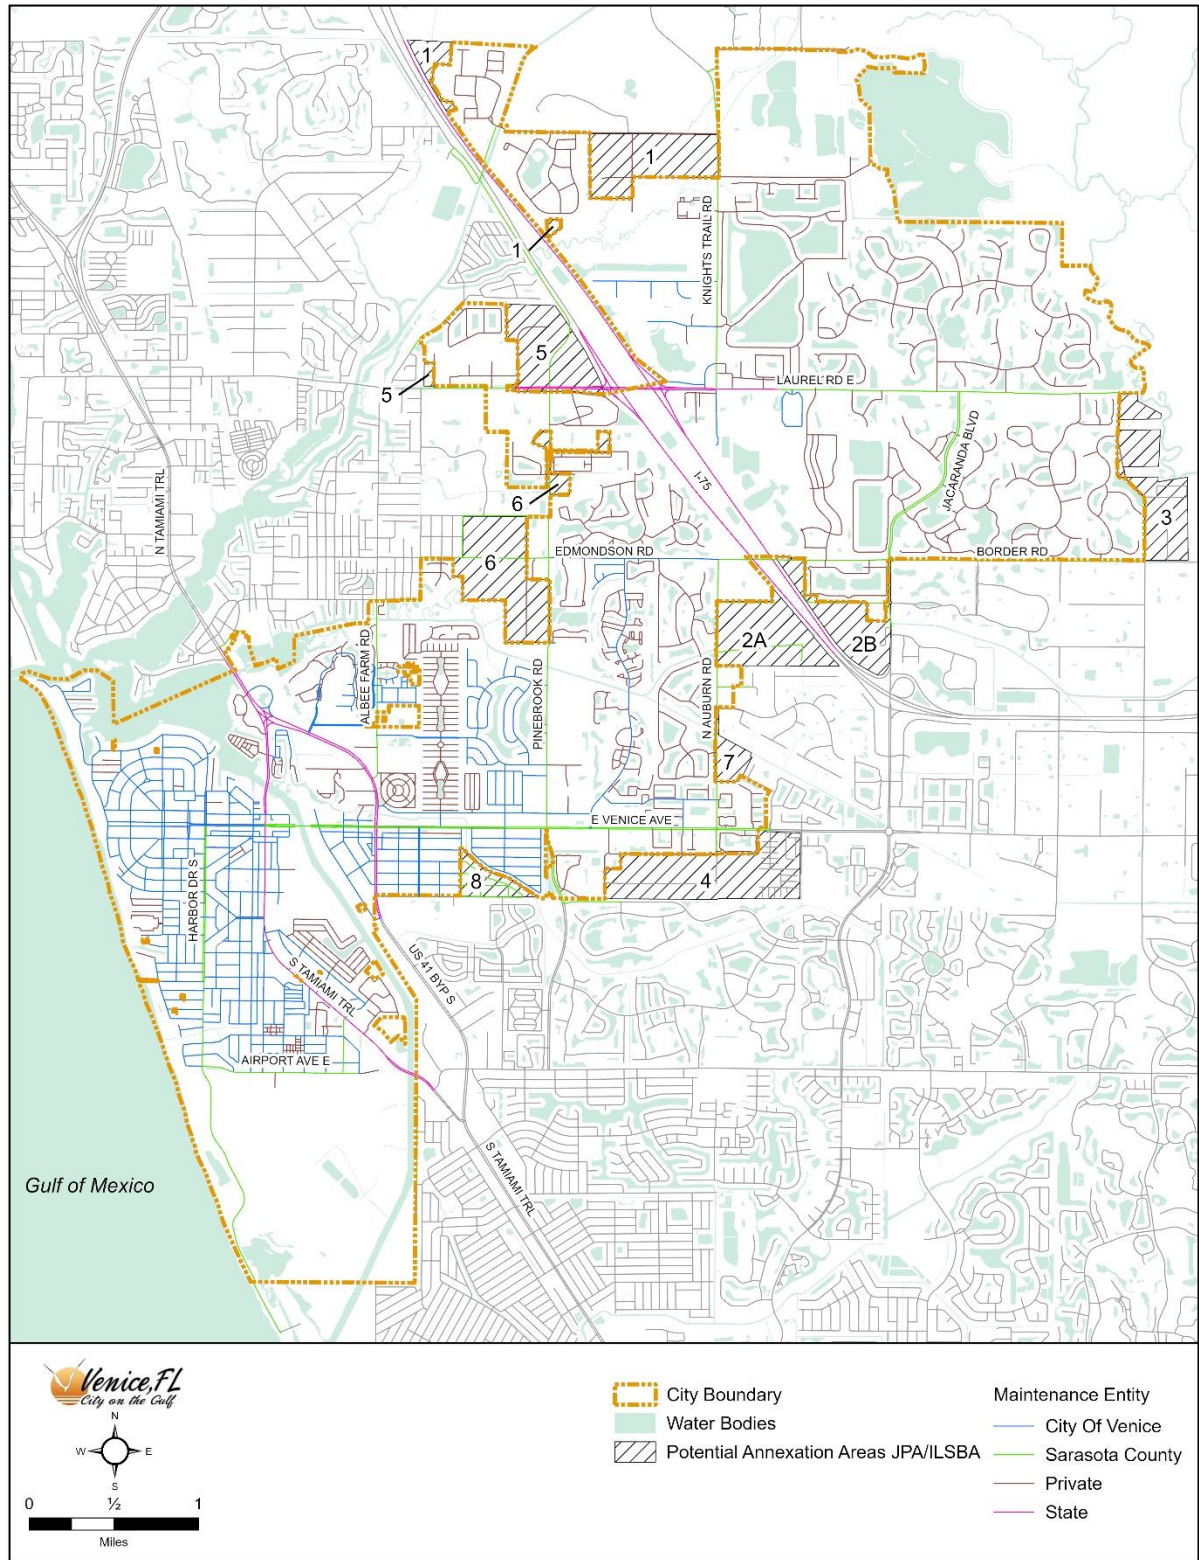 1
1
1
KNIGHTS TRAIL RD
5
5
LAUREL RD E
N TAMIAMI TRL
JACARANDA BLVD
I-75
6
3
EDMONDSON RD
BORDER RD
6
2A
2B
ALBEE FARM RD
PINEBROOK RD
N AUBURN RD
7
E VENICE AVE
8
4
HARBOR DR S
US 41 BYP S
S TAMIAMI TRL
AIRPORT AVE E
S TAMIAMI TRL
Gulf of Mexico
Venice, FL
City on the Gulf
N
W E
S
0 ½ 1
Miles
City Boundary
Water Bodies
Potential Annexation Areas JPA/ILSBA
Maintenance Entity
City Of Venice
Sarasota County
Private
State